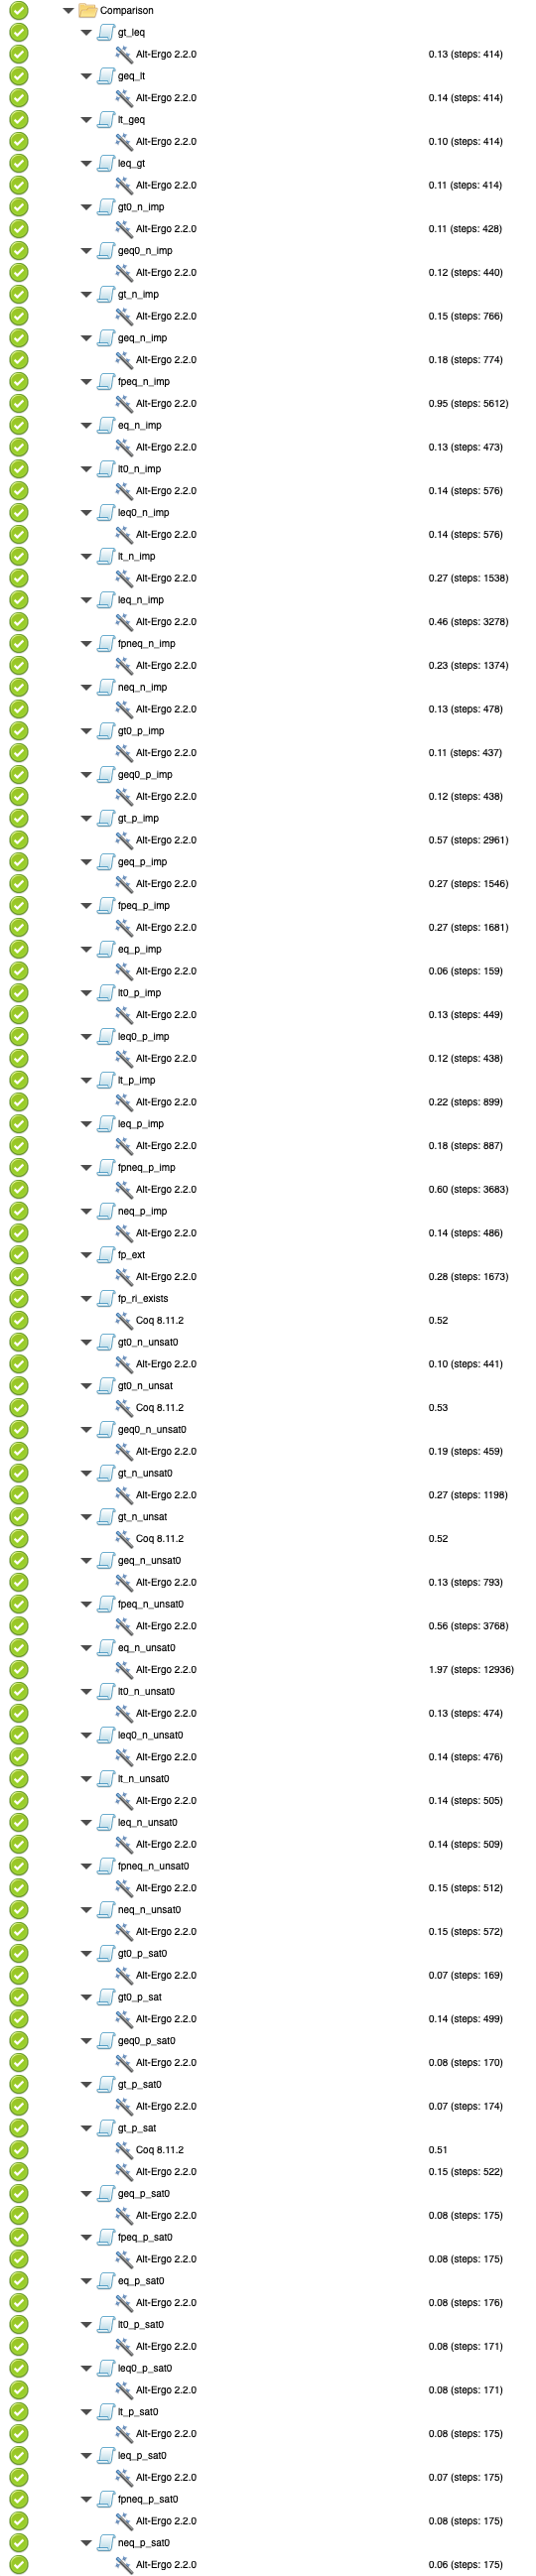 Comparison
gt_leq
Alt-Ergo 2.2.0 0.13 (steps: 414)
geq_lt
Alt-Ergo 2.2.0 0.14 (steps: 414)
lt_geq
Alt-Ergo 2.2.0 0.10 (steps: 414)
leq_gt
Alt-Ergo 2.2.0 0.11 (steps: 414)
gt0_n_imp
Alt-Ergo 2.2.0 0.11 (steps: 428)
geq0_n_imp
Alt-Ergo 2.2.0 0.12 (steps: 440)
gt_n_imp
Alt-Ergo 2.2.0 0.15 (steps: 766)
geq_n_imp
Alt-Ergo 2.2.0 0.18 (steps: 774)
fpeq_n_imp
Alt-Ergo 2.2.0 0.95 (steps: 5612)
eq_n_imp
Alt-Ergo 2.2.0 0.13 (steps: 473)
lt0_n_imp
Alt-Ergo 2.2.0 0.14 (steps: 576)
leq0_n_imp
Alt-Ergo 2.2.0 0.14 (steps: 576)
lt_n_imp
Alt-Ergo 2.2.0 0.27 (steps: 1538)
leq_n_imp
Alt-Ergo 2.2.0 0.46 (steps: 3278)
fpneq_n_imp
Alt-Ergo 2.2.0 0.23 (steps: 1374)
neq_n_imp
Alt-Ergo 2.2.0 0.13 (steps: 478)
gt0_p_imp
Alt-Ergo 2.2.0 0.11 (steps: 437)
geq0_p_imp
Alt-Ergo 2.2.0 0.12 (steps: 438)
gt_p_imp
Alt-Ergo 2.2.0 0.57 (steps: 2961)
geq_p_imp
Alt-Ergo 2.2.0 0.27 (steps: 1546)
fpeq_p_imp
Alt-Ergo 2.2.0 0.27 (steps: 1681)
eq_p_imp
Alt-Ergo 2.2.0 0.06 (steps: 159)
lt0_p_imp
Alt-Ergo 2.2.0 0.13 (steps: 449)
leq0_p_imp
Alt-Ergo 2.2.0 0.12 (steps: 438)
lt_p_imp
Alt-Ergo 2.2.0 0.22 (steps: 899)
leq_p_imp
Alt-Ergo 2.2.0 0.18 (steps: 887)
fpneq_p_imp
Alt-Ergo 2.2.0 0.60 (steps: 3683)
neq_p_imp
Alt-Ergo 2.2.0 0.14 (steps: 486)
fp_ext
Alt-Ergo 2.2.0 0.28 (steps: 1673)
fp_ri_exists
Coq 8.11.2 0.52
gt0_n_unsat0
Alt-Ergo 2.2.0 0.10 (steps: 441)
gt0_n_unsat
Coq 8.11.2 0.53
geq0_n_unsat0
Alt-Ergo 2.2.0 0.19 (steps: 459)
gt_n_unsat0
Alt-Ergo 2.2.0 0.27 (steps: 1198)
gt_n_unsat
Coq 8.11.2 0.52
geq_n_unsat0
Alt-Ergo 2.2.0 0.13 (steps: 793)
fpeq_n_unsat0
Alt-Ergo 2.2.0 0.56 (steps: 3768)
eq_n_unsat0
Alt-Ergo 2.2.0 1.97 (steps: 12936)
lt0_n_unsat0
Alt-Ergo 2.2.0 0.13 (steps: 474)
leq0_n_unsat0
Alt-Ergo 2.2.0 0.14 (steps: 476)
lt_n_unsat0
Alt-Ergo 2.2.0 0.14 (steps: 505)
leq_n_unsat0
Alt-Ergo 2.2.0 0.14 (steps: 509)
fpneq_n_unsat0
Alt-Ergo 2.2.0 0.15 (steps: 512)
neq_n_unsat0
Alt-Ergo 2.2.0 0.15 (steps: 572)
gt0_p_sat0
Alt-Ergo 2.2.0 0.07 (steps: 169)
gt0_p_sat
Alt-Ergo 2.2.0 0.14 (steps: 499)
geq0_p_sat0
Alt-Ergo 2.2.0 0.08 (steps: 170)
gt_p_sat0
Alt-Ergo 2.2.0 0.07 (steps: 174)
gt_p_sat
Coq 8.11.2 0.51
Alt-Ergo 2.2.0 0.15 (steps: 522)
geq_p_sat0
Alt-Ergo 2.2.0 0.08 (steps: 175)
fpeq_p_sat0
Alt-Ergo 2.2.0 0.08 (steps: 175)
eq_p_sat0
Alt-Ergo 2.2.0 0.08 (steps: 176)
lt0_p_sat0
Alt-Ergo 2.2.0 0.08 (steps: 171)
leq0_p_sat0
Alt-Ergo 2.2.0 0.08 (steps: 171)
lt_p_sat0
Alt-Ergo 2.2.0 0.08 (steps: 175)
leq_p_sat0
Alt-Ergo 2.2.0 0.07 (steps: 175)
fpneq_p_sat0
Alt-Ergo 2.2.0 0.08 (steps: 175)
neq_p_sat0
Alt-Ergo 2.2.0 0.06 (steps: 175)